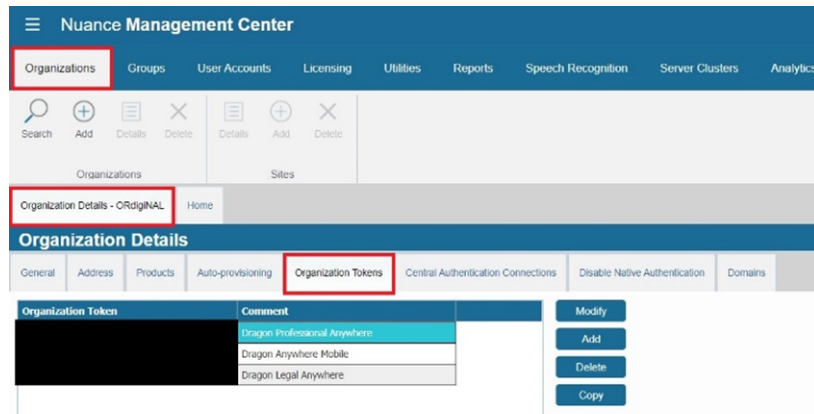 Nuance Management Center
Organizations Groups User Accounts Licensing Utilities Reports Speech Recognition Server Clusters Analytics
Search Add Details Delete Details Add Delete
Organizations Sites
Organization Details - ORdigiNAL Home
Organization Details
General Address Products Auto-provisioning Organization Tokens Central Authentication Connections Disable Native Authentication Domains
Organization Token Comment Modify
Dragon Professional Anywhere Add
Dragon Anywhere Mobile
Dragon Legal Anywhere Delete
Copy